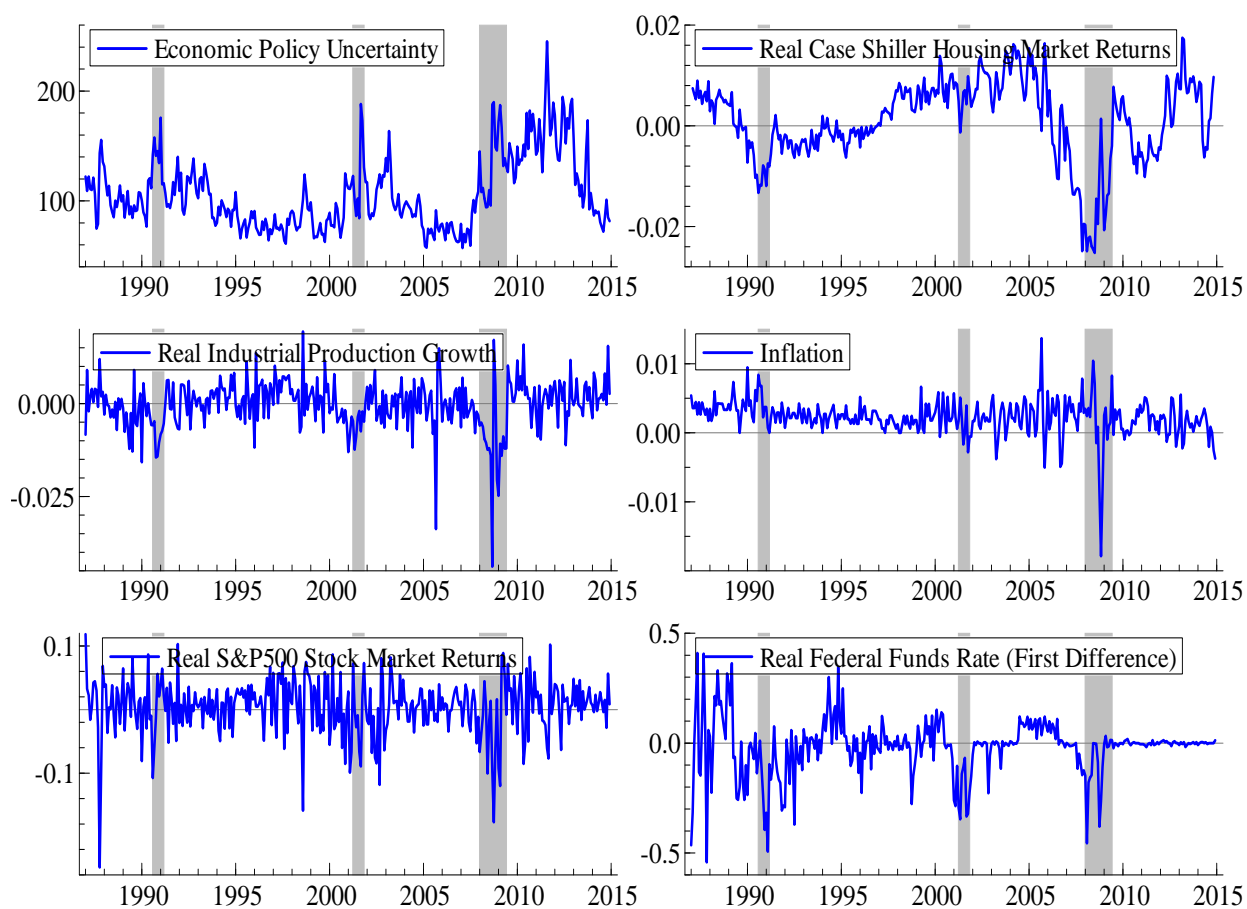 Economic Policy Uncertainty
200
100
1990 1995 2000 2005 2010 2015
Real Case Shiller Housing Market Returns
0.02
0.00
-0.02
1990 1995 2000 2005 2010 2015
Real Industrial Production Growth
0.000
-0.025
1990 1995 2000 2005 2010 2015
Inflation
0.01
0.00
-0.01
1990 1995 2000 2005 2010 2015
Real S&P500 Stock Market Returns
0.1
-0.1
1990 1995 2000 2005 2010 2015
0.5
Real Federal Funds Rate (First Difference)
0.0
-0.5
1990 1995 2000 2005 2010 2015